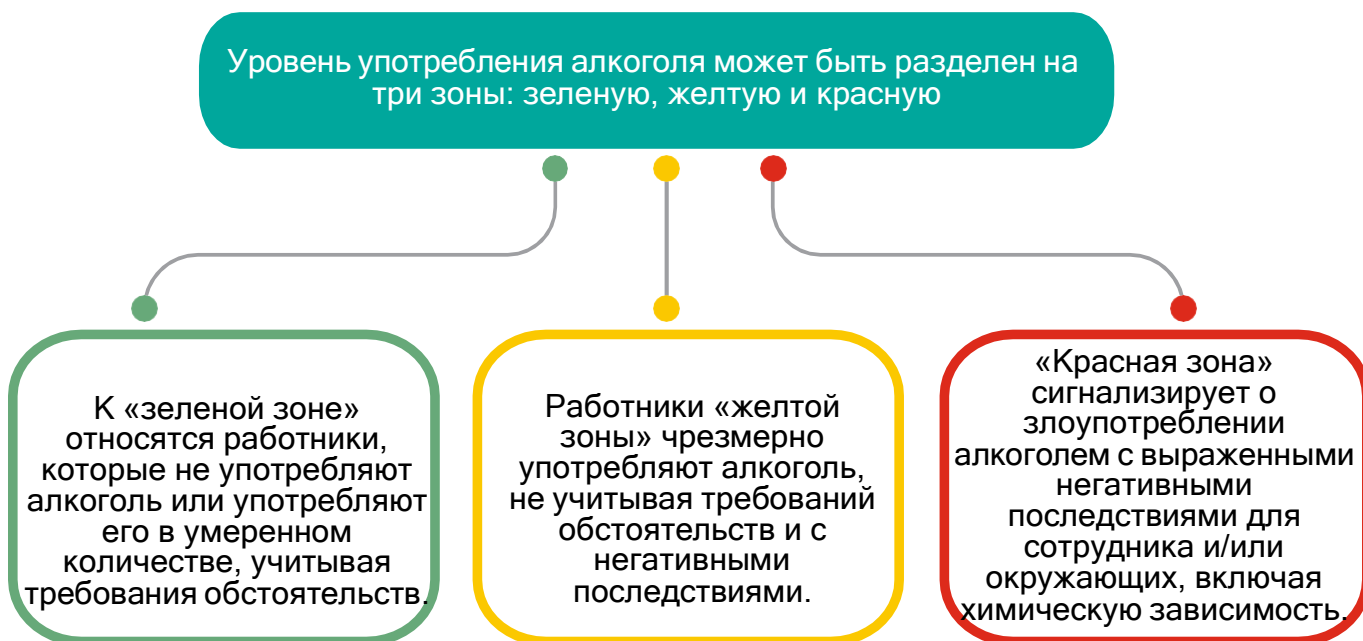 Уровень употребления алкоголя может быть разделен на
три зоны: зеленую, желтую и красную
К «зеленой зоне»
относятся работники,
которые не употребляют
алкоголь или употребляют
его в умеренном
количестве, учитывая
требования обстоятельств.
Работники «желтой
зоны» чрезмерно
употребляют алкоголь,
не учитывая требований
обстоятельств и с
негативными
последствиями.
«Красная зона»
сигнализирует о
злоупотреблении
алкоголем с выраженными
негативными
последствиями для
сотрудника и/или
окружающих, включая
химическую зависимость.